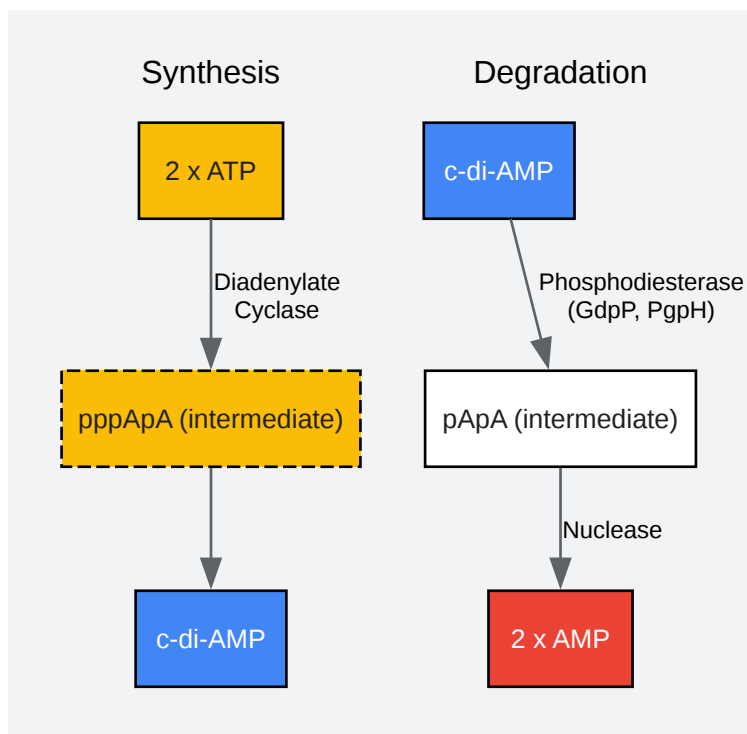 Synthesis
2 x ATP
Diadenylate
Cyclase
pppApA (intermediate)
c-di-AMP
Degradation
c-di-AMP
Phosphodiesterase
(GdpP, PgpH)
pApA (intermediate)
Nuclease
2 x AMP